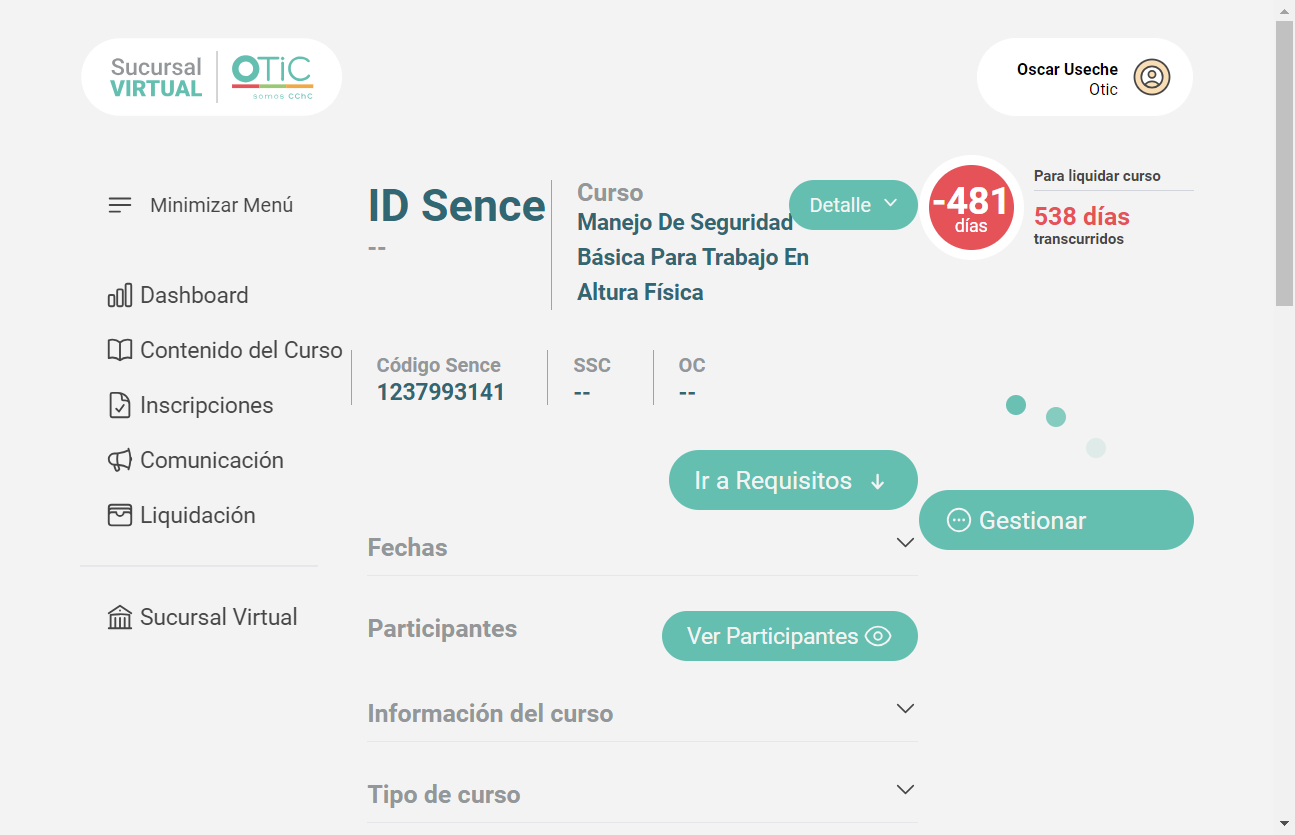 Sucursal
VIRTUAL
OTiC
somos CChC
Oscar Useche
Otic
Minimizar Menú
Dashboard
Contenido del Curso
Inscripciones
Comunicación
Liquidación
Sucursal Virtual
ID Sence
--
Curso
Manejo De Seguridad
Básica Para Trabajo En
Altura Física
Detalle
-481
días
Para liquidar curso
538 días
transcurridos
Código Sence
1237993141
SSC
--
OC
--
Ir a Requisitos
Gestionar
Fechas
Participantes
Ver Participantes
Información del curso
Tipo de curso